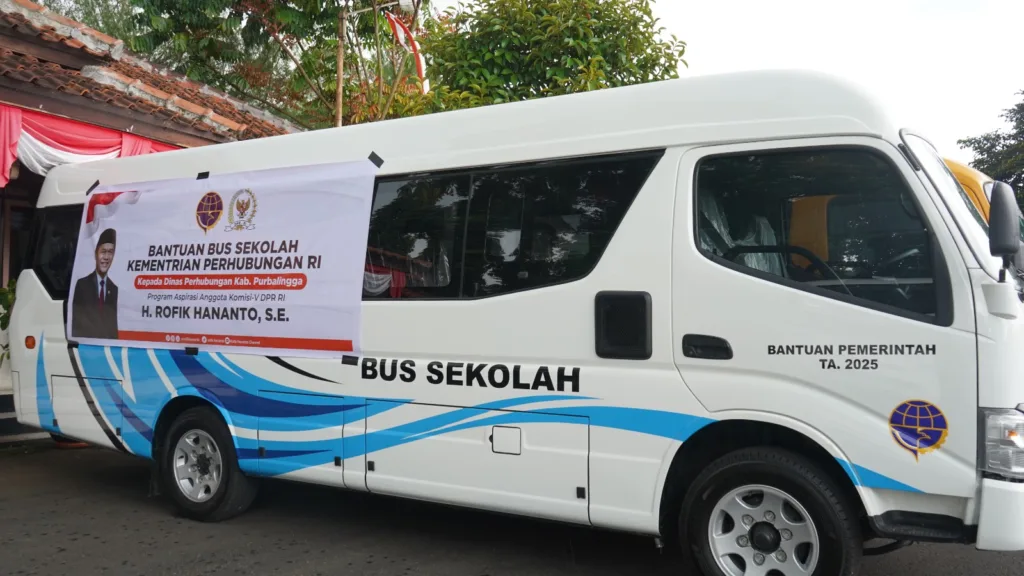 BANTUAN BUS SEKOLAH
KEMENTRIAN PERHUBUNGAN RI
Kepada Dinas Perhubungan Kab. Purbalingga
Program Aspirasi Anggota Komisi-V DPR RI
H. ROFIK HANANTO, S.E.
BUS SEKOLAH
BANTUAN PEMERINTAH
TA. 2025